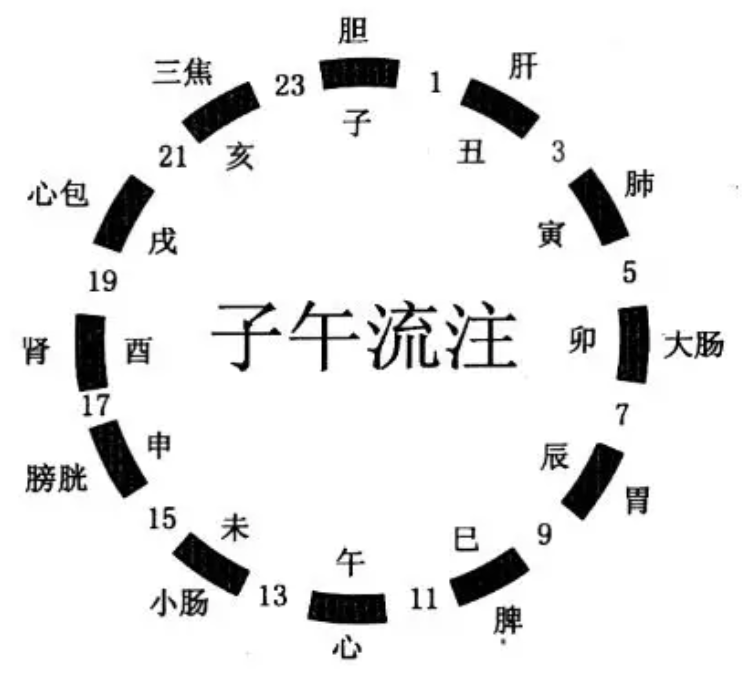 胆
23
1
子
三焦
亥
21
肝
丑
3
肺
寅
5
心包
戌
19
子午流注
卯
大肠
7
肾
酉
17
申
膀胱
15
辰
胃
9
未
小肠
13
午
心
11
巳
脾